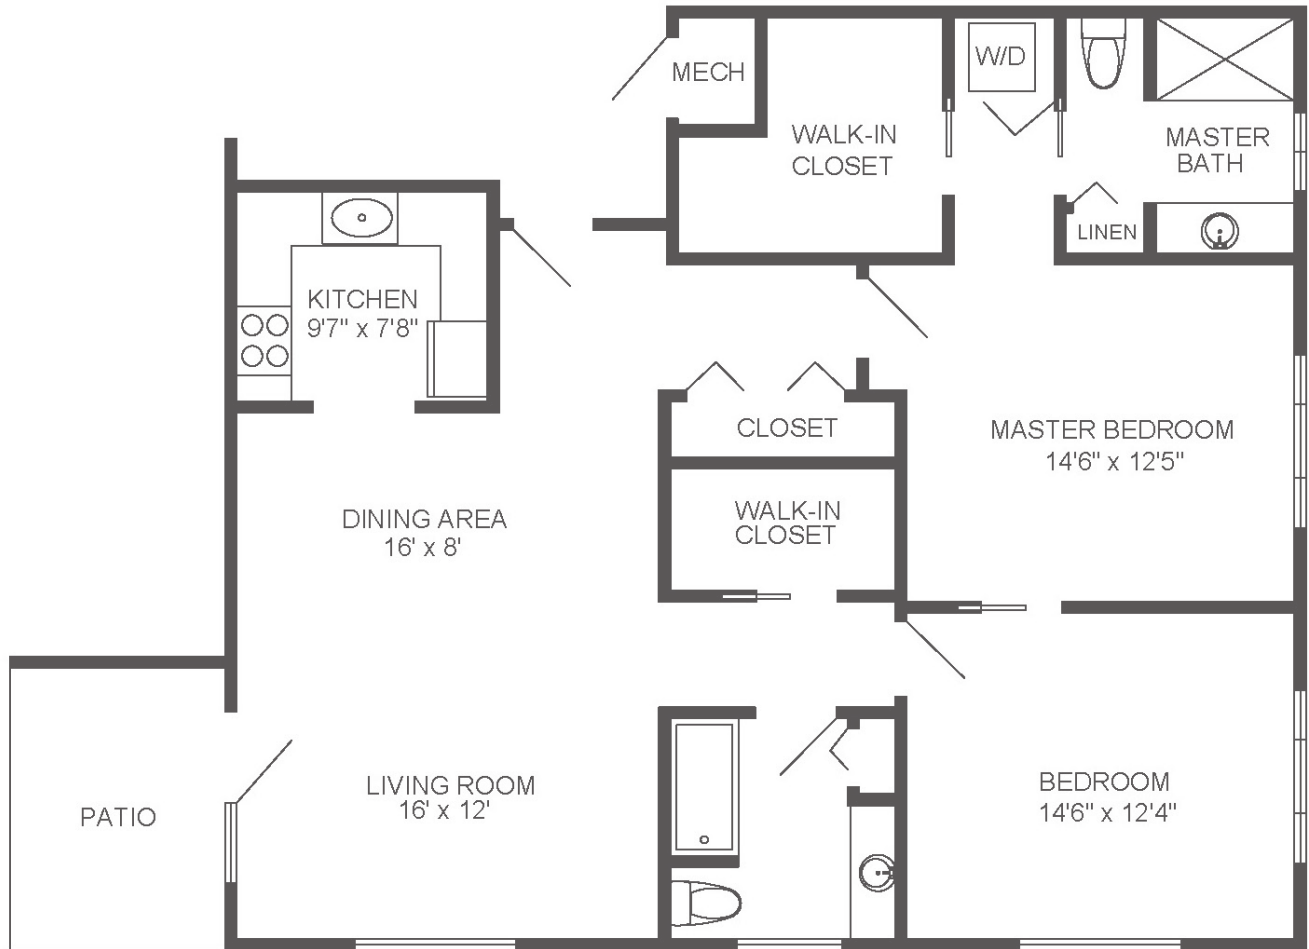 MECH
W/D
WALK-IN
CLOSET
MASTER
BATH
LINEN
KITCHEN
9'7" x 7'8"
CLOSET
MASTER BEDROOM
14'6" x 12'5"
DINING AREA
16' x 8'
WALK-IN
CLOSET
LIVING ROOM
16' x 12'
PATIO
BEDROOM
14'6" x 12'4"